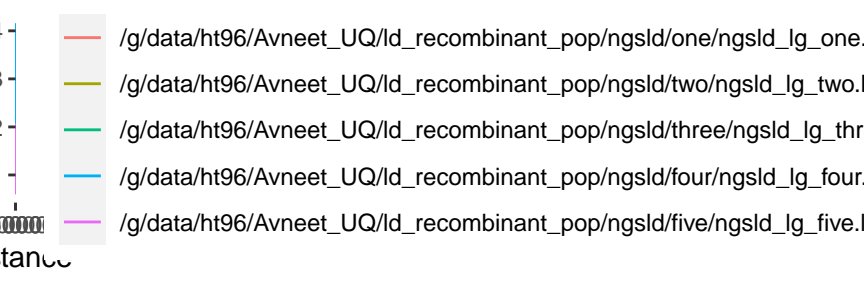 /g/data/ht96/Avneet_UQ/ld_recombinant_pop/ngsld/one/ngsld_lg_one.
/g/data/ht96/Avneet_UQ/ld_recombinant_pop/ngsld/two/ngsld_lg_two.l
/g/data/ht96/Avneet_UQ/ld_recombinant_pop/ngsld/three/ngsld_lg_thr
/g/data/ht96/Avneet_UQ/ld_recombinant_pop/ngsld/four/ngsld_lg_four.
/g/data/ht96/Avneet_UQ/ld_recombinant_pop/ngsld/five/ngsld_lg_five.l
tance